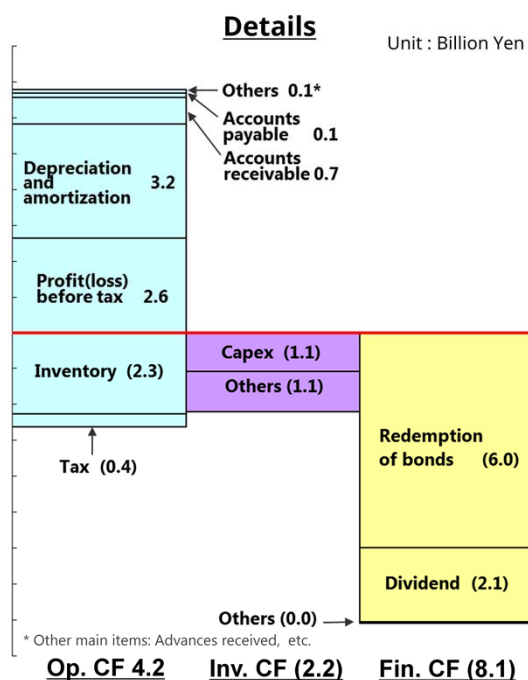 Details
Unit : Billion Yen
Others 0.1*
Accounts
payable 0.1
Accounts
receivable 0.7
Depreciation
and
amortization 3.2
Profit(loss)
before tax 2.6
Inventory (2.3)
Tax (0.4)
Capex (1.1)
Others (1.1)
Redemption
of bonds (6.0)
Dividend (2.1)
Others (0.0)
* Other main items: Advances received, etc.
Op. CF 4.2 Inv. CF (2.2) Fin. CF (8.1)